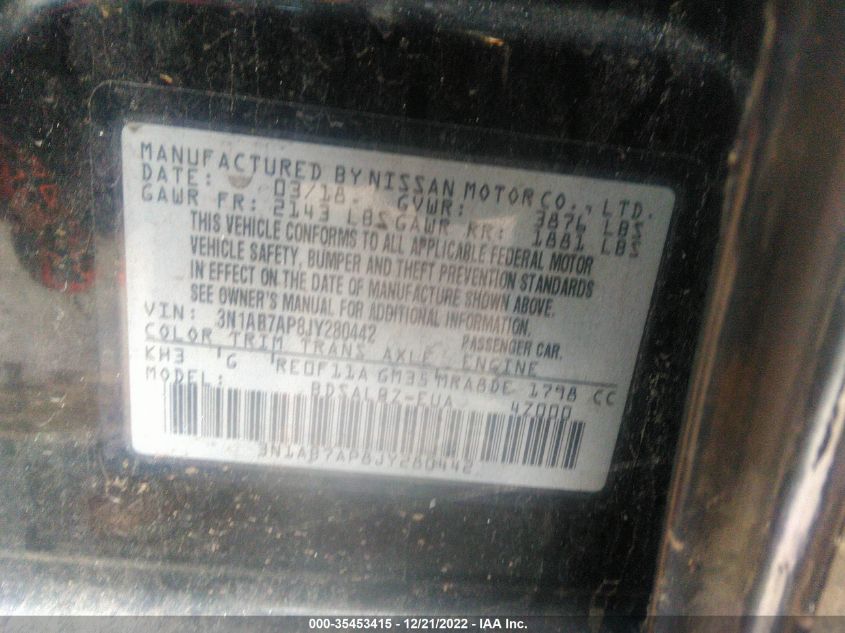 MANUFACTURED BY NISSAN MOTOR CO., LTD.
DATE: 03/18 GVWR: 3876 LBS
GAWR FR: 2143 LBS GAWR RR: 1881 LBS
THIS VEHICLE CONFORMS TO ALL APPLICABLE FEDERAL MOTOR
VEHICLE SAFETY, BUMPER AND THEFT PREVENTION STANDARDS
IN EFFECT ON THE DATE OF MANUFACTURE SHOWN ABOVE.
SEE OWNER'S MANUAL FOR ADDITIONAL INFORMATION.
VIN: 3N1AB7AP8JY280442 PASSENGER CAR.
COLOR TRIM TRANS AXLE ENGINE
KH3 G RE0F11A GM35 MRA8DE 1798 CC
MODEL: BDSALBZ-EUA 4Z000
3N1AB7AP8JY280442
000-35453415 - 12/21/2022 - IAA Inc.